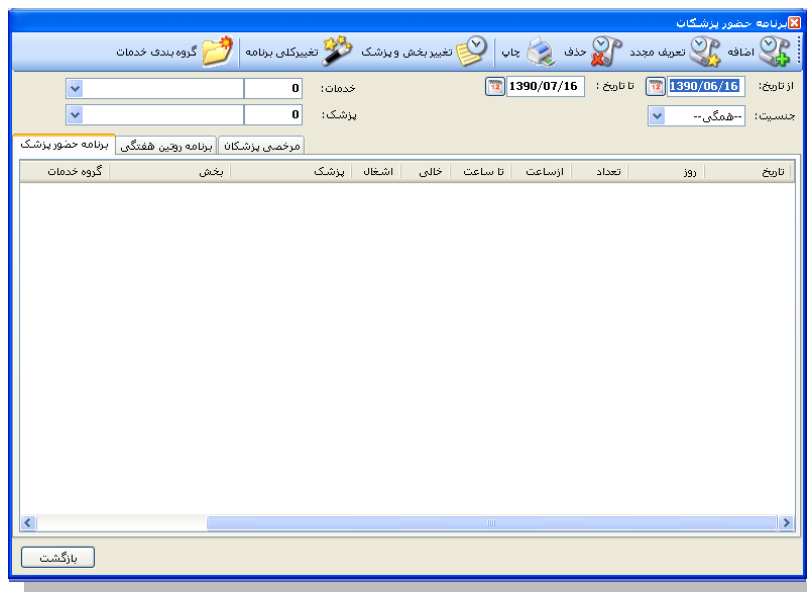 برنامه حضور پزشکان
اضافه تعریف مجدد حذف چاپ تغییر بخش و پزشک تغییرکلی برنامه گروه بندی خدمات
از تاریخ: 1390/06/16 تا تاریخ : 1390/07/16 خدمات: 0
جنسیت: --همگی-- پزشک: 0
مرخصی پزشکان برنامه روتین هفتگی برنامه حضور پزشک
تاریخ روز تعداد ازساعت تا ساعت خالی اشغال پزشک بخش گروه خدمات
بازگشت